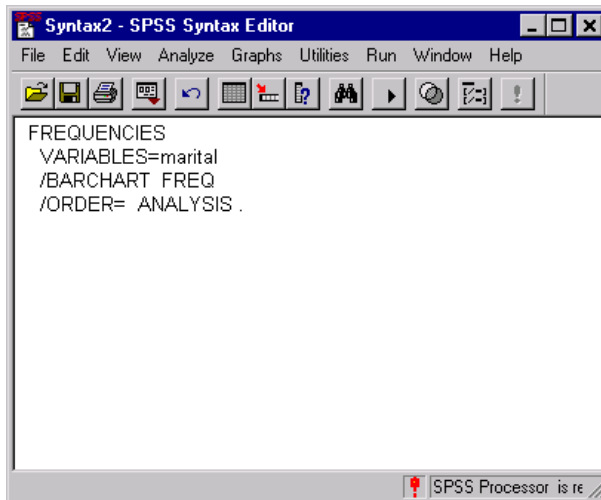 Syntax2 - SPSS Syntax Editor
File Edit View Analyze Graphs Utilities Run Window Help
FREQUENCIES
VARIABLES=marital
/BARCHART FREQ
/ORDER= ANALYSIS .
SPSS Processor is re